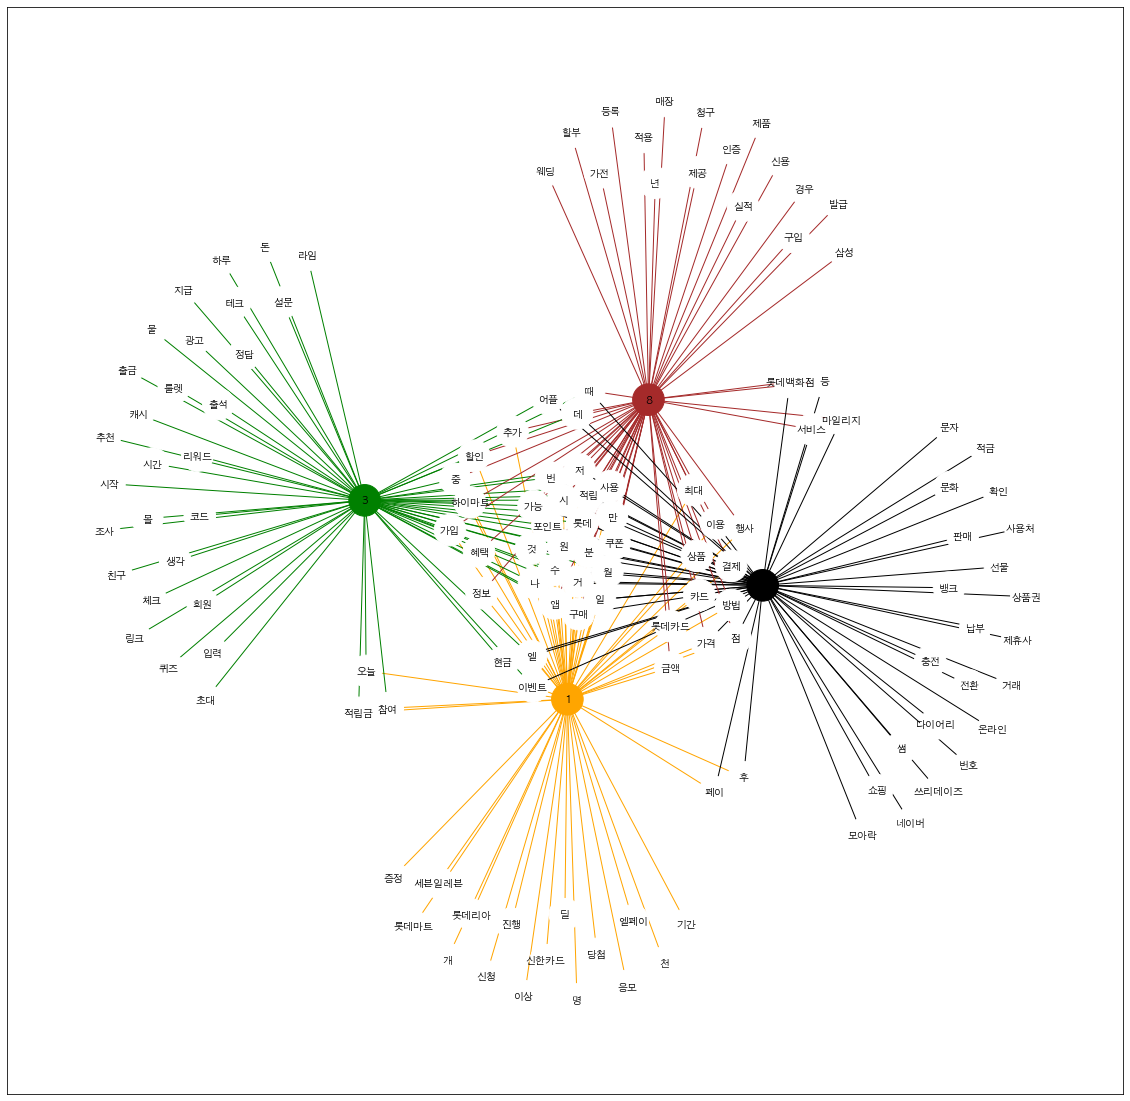 매장
등록
청구
제품
할부
적용
인증
신용
웨딩
가전
제공
년
경우
실적
발급
구입
삼성
돈
라임
하루
지급
테크
설문
물
광고
정답
출금
룰렛
출석
캐시
추천
리워드
시간
시작
몰
코드
조사
생각
친구
체크
회원
링크
입력
퀴즈
초대
오늘
적립금
참여
3
8
롯데백화점
등
때
어플
데
마일리지
서비스
추가
할인
중
번
저
하이마트
시
적립
사용
최대
가능
가입
포인트
롯데
만
이용
행사
혜택
것
원
분
쿠폰
상품
결제
수
정보
나
거
월
앱
일
카드
방법
구매
롯데카드
점
가격
현금
엘
금액
이벤트
1
문자
적금
문화
확인
사용처
판매
선물
뱅크
상품권
납부
제휴사
충전
전환
거래
다이어리
온라인
쌤
번호
쇼핑
쓰리데이즈
네이버
모아락
후
페이
증정
세븐일레븐
롯데마트
롯데리아
진행
딜
엘페이
기간
개
신한카드
당첨
천
신청
이상
명
응모